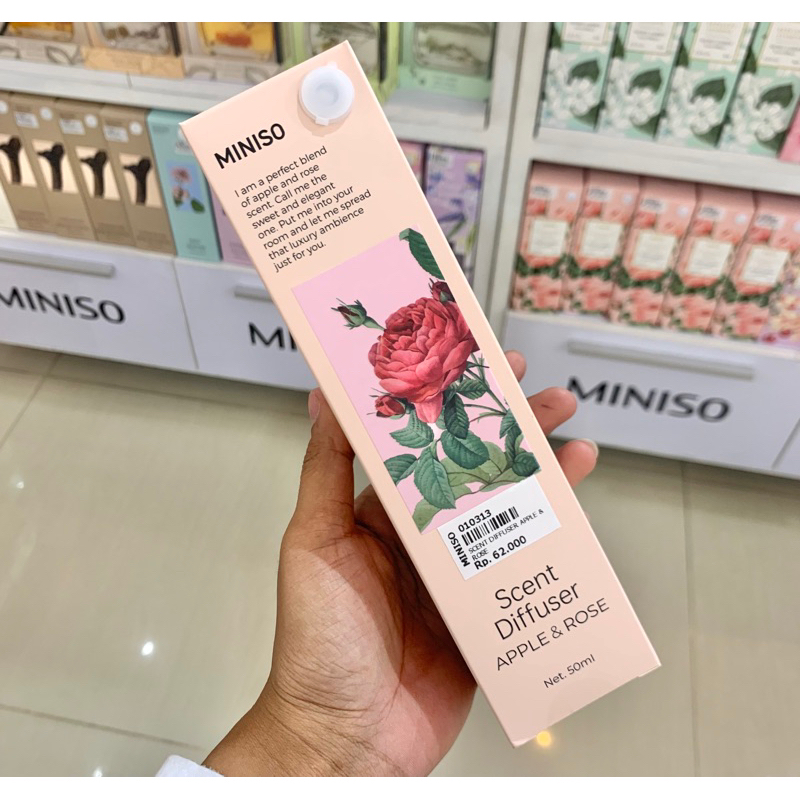 MINISO
I am a perfect blend
of apple and rose
scent. Call me the
sweet and elegant
one. Put me into your
room and let me spread
that luxury ambience
just for you.
MINISO
010313
SCENT DIFFUSER APPLE &
ROSE
Rp. 62.000
Scent
Diffuser
APPLE & ROSE
Net. 50ml
MINISO
MINISO